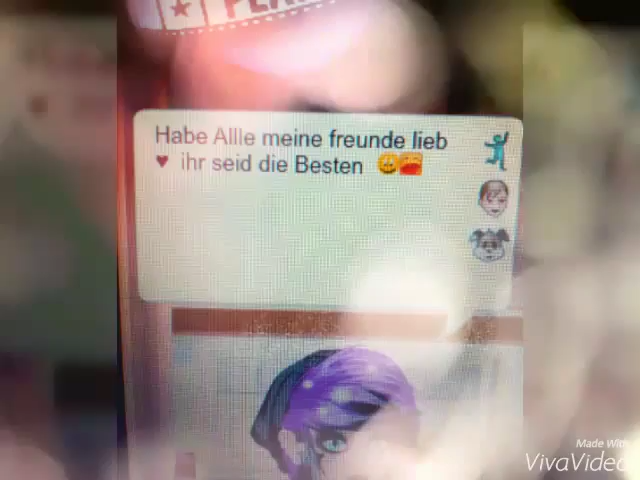 Habe Allle meine freunde lieb
♥ ihr seid die Besten
Made With
VivaVideo